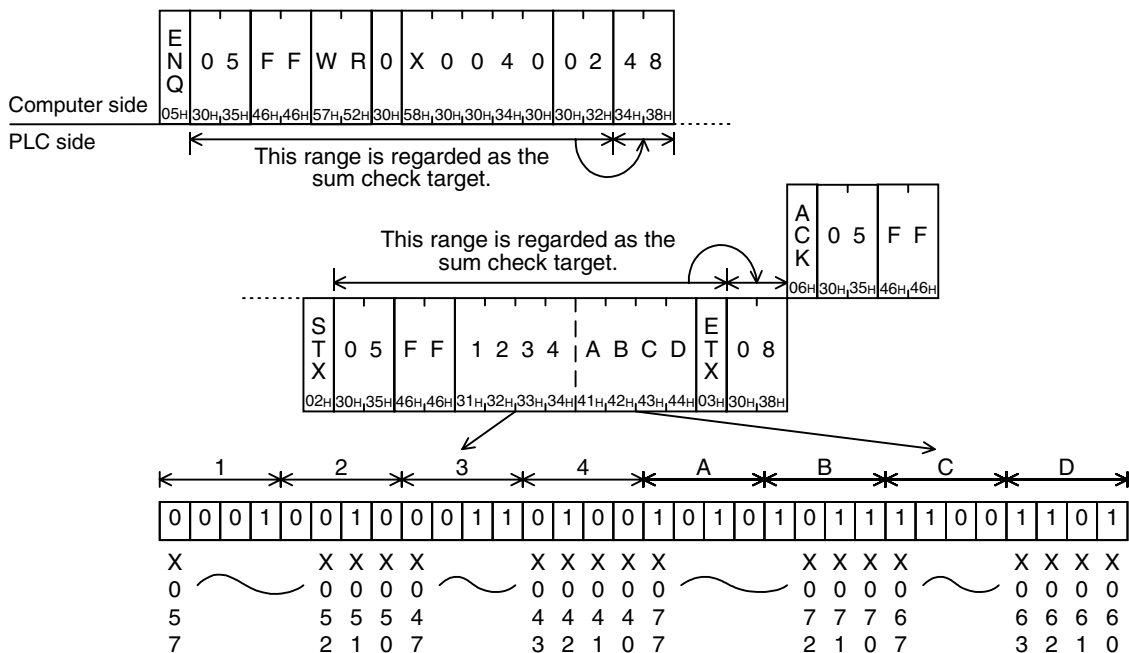 E N Q 0 5 F F W R 0 X 0 0 4 0 0 2 4 8
Computer side 05H 30H 35H 46H 46H 57H 52H 30H 58H 30H 30H 34H 30H 30H 32H 34H 38H
PLC side
This range is regarded as the
sum check target.
A C K 0 5 F F
06H 30H 35H 46H 46H
This range is regarded as the
sum check target.
S T X 0 5 F F 1 2 3 4 A B C D E T X 0 8
02H 30H 35H 46H 46H 31H 32H 33H 34H 41H 42H 43H 44H 03H 30H 38H
1 2 3 4 A B C D
0 0 0 1 0 0 1 0 0 0 1 1 0 1 0 0 1 0 1 0 1 0 1 1 1 1 0 0 1 1 0 1
X X X X X X X X X X X X X X X X X X
0 0 0 0 0 0 0 0 0 0 0 0 0 0 0 0 0 0
5 5 5 5 4 4 4 4 4 7 7 7 7 6 6 6 6 6
7 2 1 0 7 3 2 1 0 7 2 1 0 7 3 2 1 0